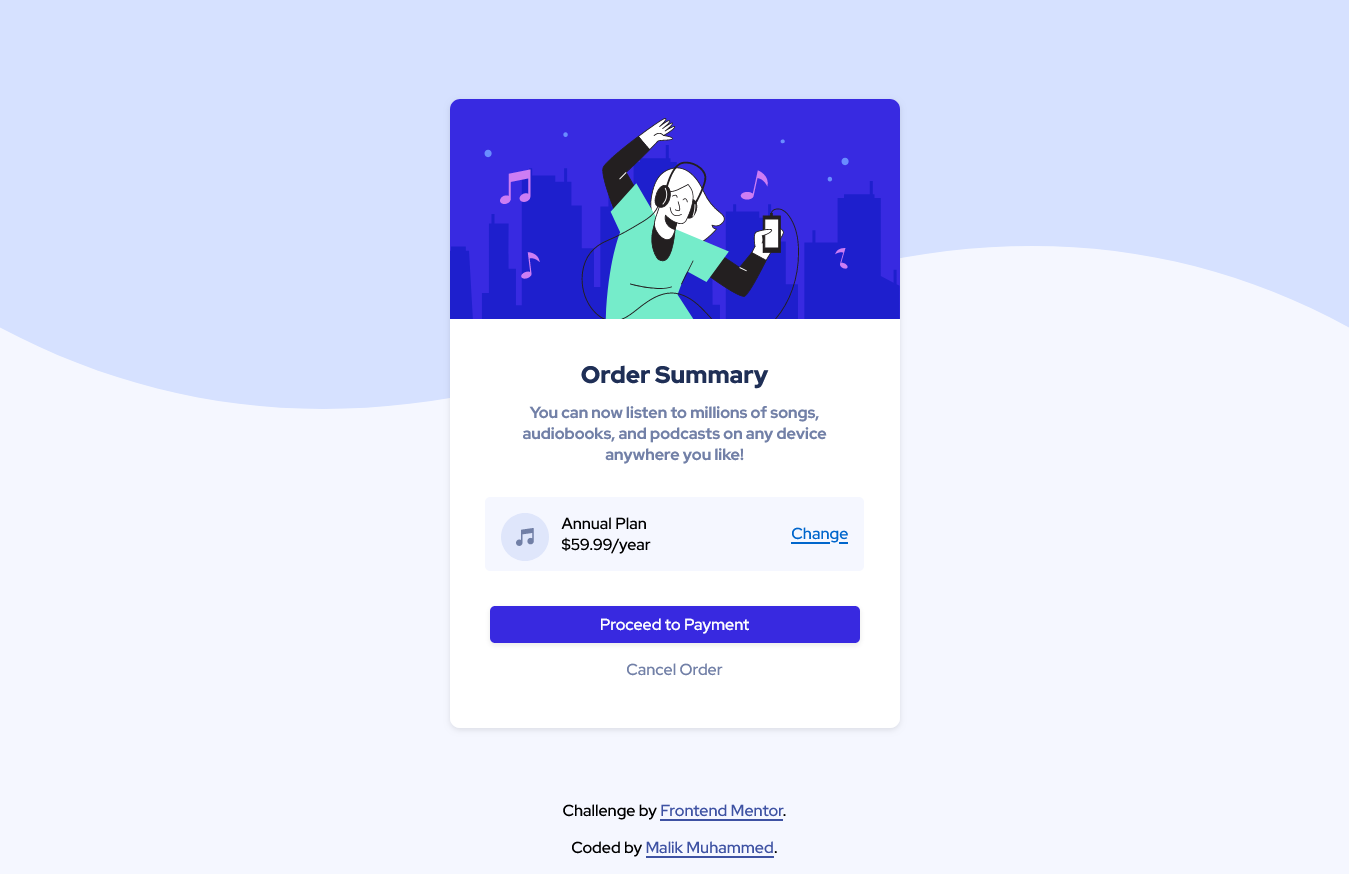 Order Summary
You can now listen to millions of songs,
audiobooks, and podcasts on any device
anywhere you like!
Annual Plan
$59.99/year
Change
Proceed to Payment
Cancel Order
Challenge by Frontend Mentor.
Coded by Malik Muhammed.